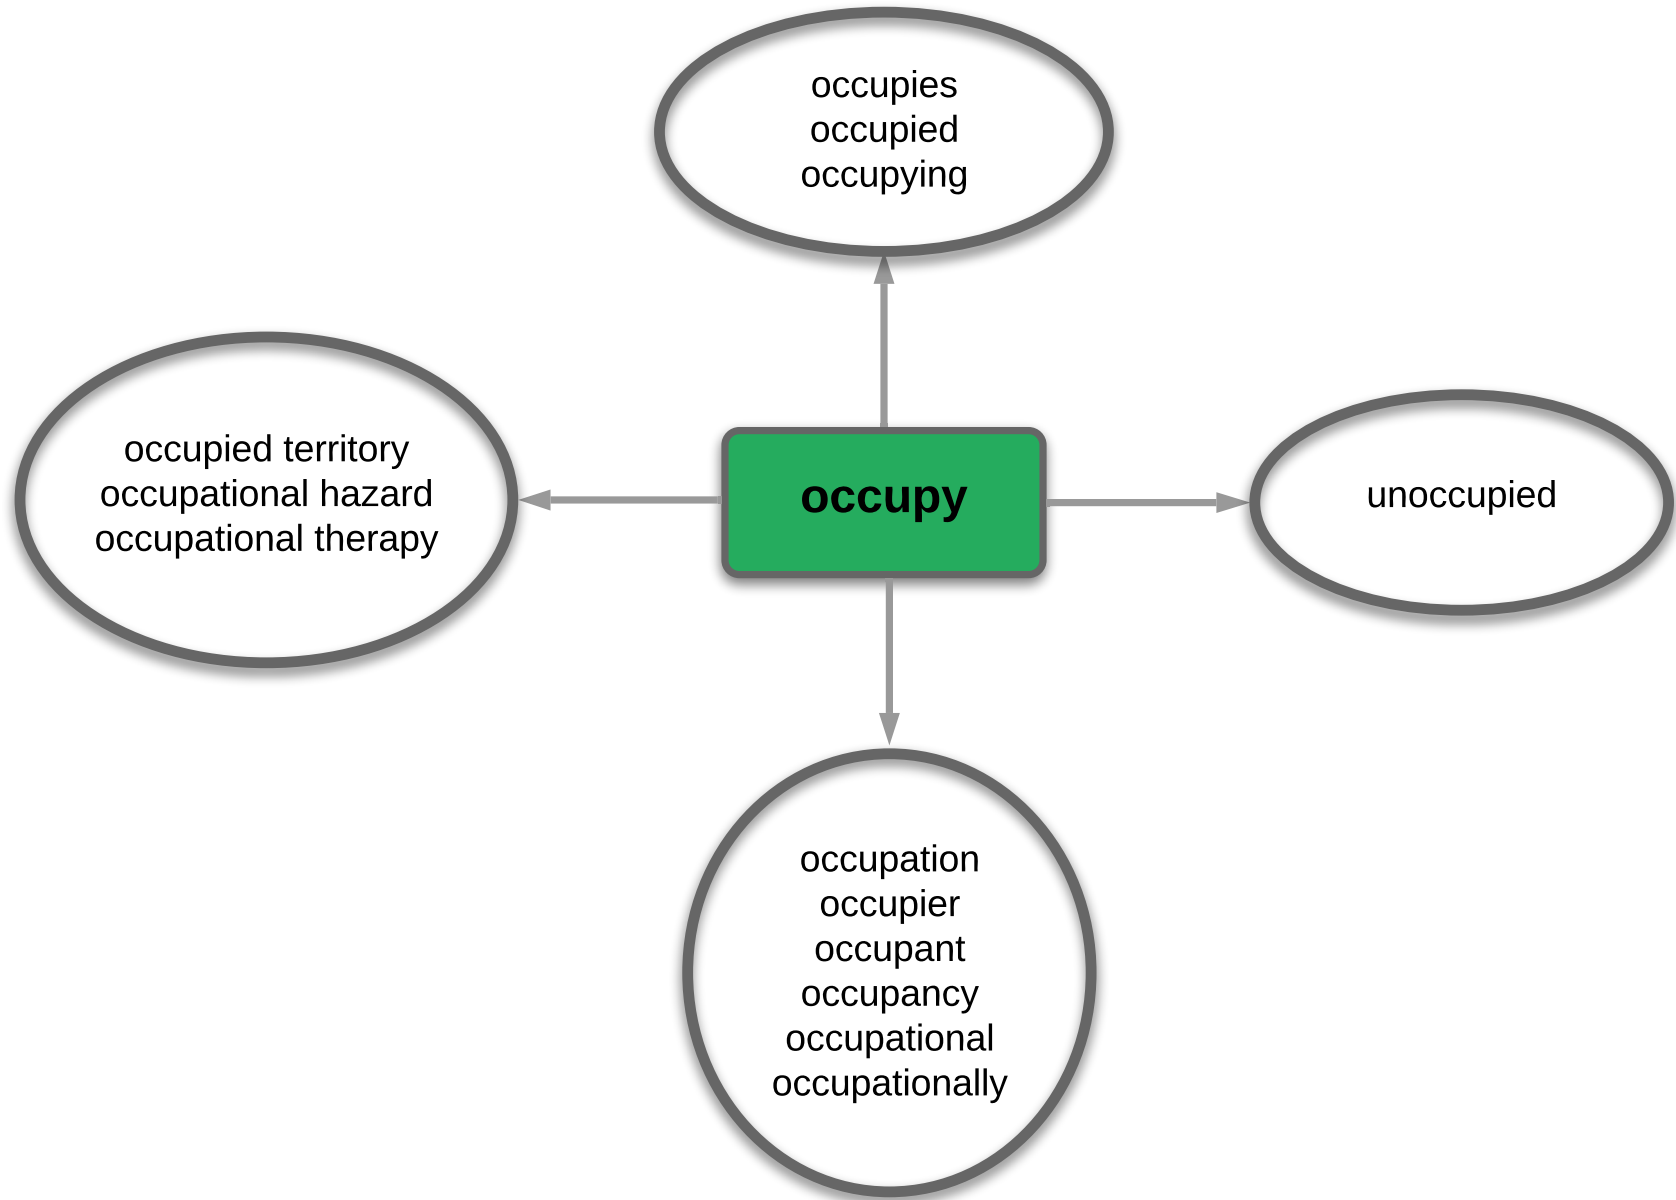 occupies
occupied
occupying
occupied territory
occupational hazard
occupational therapy
occupy
unoccupied
occupation
occupier
occupant
occupancy
occupational
occupationally